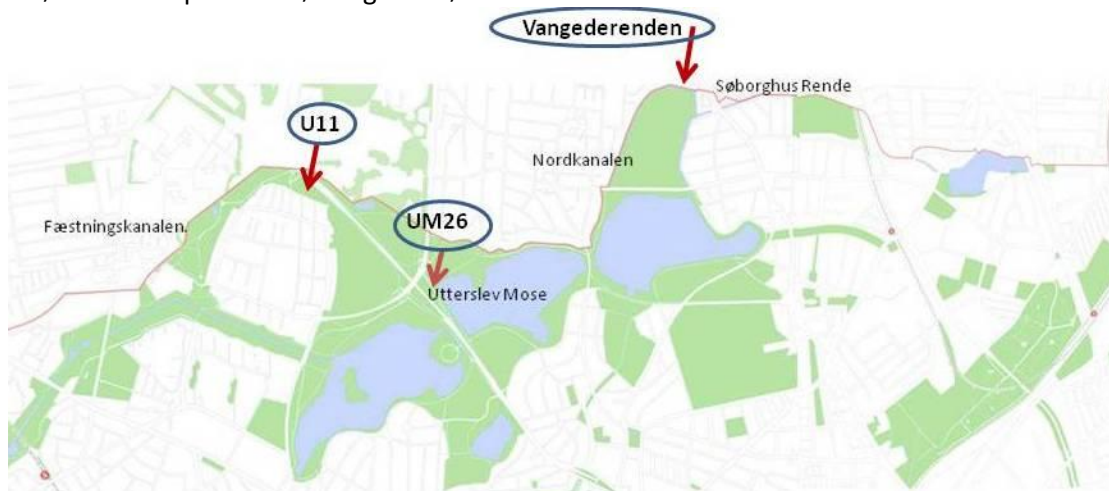 Vangederenden
Søborghus Rende
U11
Nordkanalen
Fæstningskanalen.
UM26
Utterslev Mose